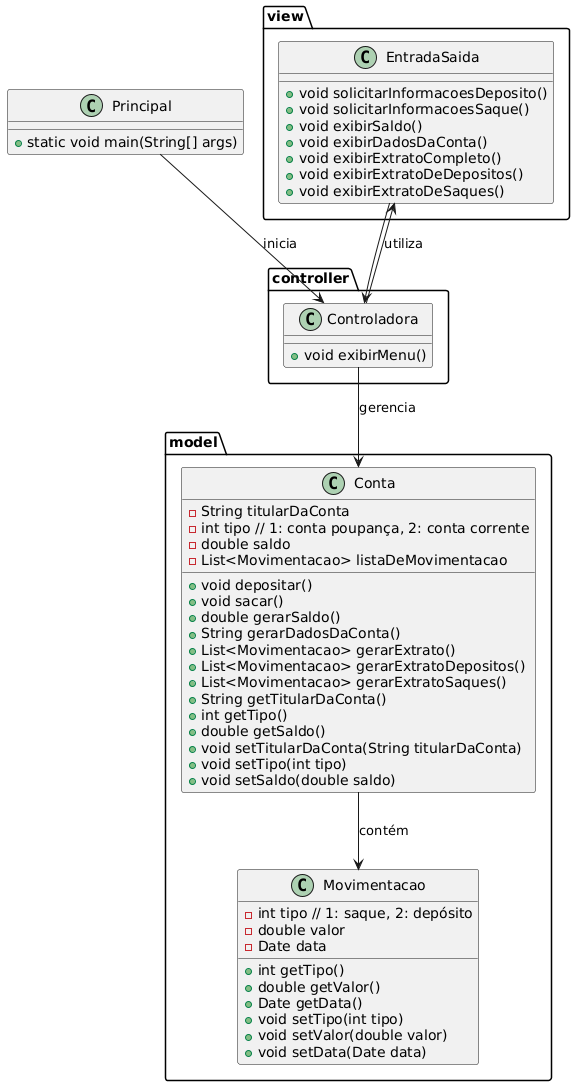 view
C EntradaSaida
void solicitarInformacoesDeposito()
void solicitarInformacoesSaque()
void exibirSaldo()
void exibirDadosDaConta()
void exibirExtratoCompleto()
void exibirExtratoDeDepositos()
void exibirExtratoDeSaques()
C Principal
static void main(String[] args)
inicia
utiliza
controller
C Controladora
void exibirMenu()
gerencia
model
C Conta
String titularDaConta
int tipo // 1: conta poupança, 2: conta corrente
double saldo
List<Movimentacao> listaDeMovimentacao
void depositar()
void sacar()
double gerarSaldo()
String gerarDadosDaConta()
List<Movimentacao> gerarExtrato()
List<Movimentacao> gerarExtratoDepositos()
List<Movimentacao> gerarExtratoSaques()
String getTitularDaConta()
int getTipo()
double getSaldo()
void setTitularDaConta(String titularDaConta)
void setTipo(int tipo)
void setSaldo(double saldo)
contém
C Movimentacao
int tipo // 1: saque, 2: depósito
double valor
Date data
int getTipo()
double getValor()
Date getData()
void setTipo(int tipo)
void setValor(double valor)
void setData(Date data)